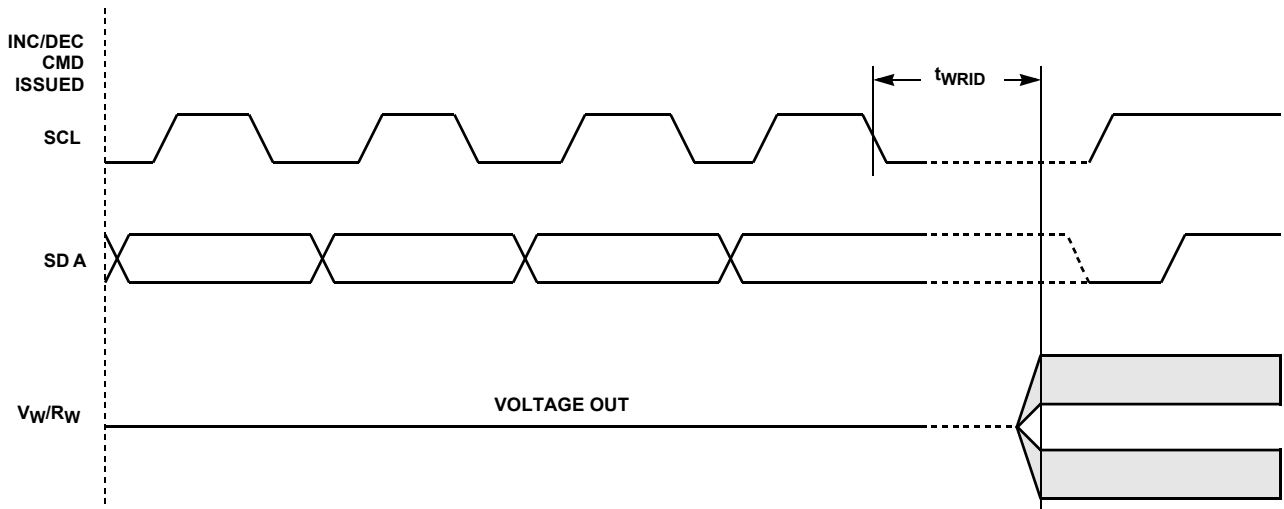 INC/DEC
CMD
ISSUED
tWRID
SCL
SD A
VOLTAGE OUT
VW/RW